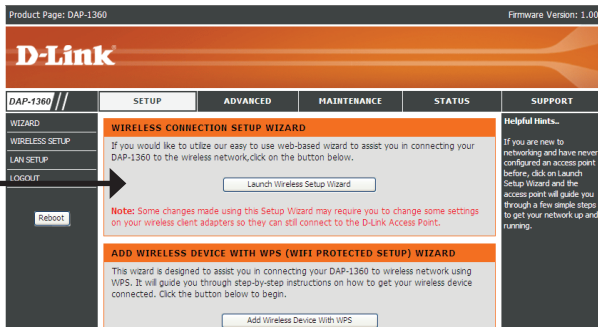 Product Page: DAP-1360
Firmware Version: 1.00
D-Link
DAP-1360
SETUP
ADVANCED
MAINTENANCE
STATUS
SUPPORT
WIZARD
WIRELESS SETUP
LAN SETUP
LOGOUT
Reboot
WIRELESS CONNECTION SETUP WIZARD
If you would like to utilize our easy to use web-based wizard to assist you in connecting your
DAP-1360 to the wireless network,click on the button below.
Launch Wireless Setup Wizard
Note: Some changes made using this Setup Wizard may require you to change some settings
on your wireless client adapters so they can still connect to the D-Link Access Point.
ADD WIRELESS DEVICE WITH WPS (WIFI PROTECTED SETUP) WIZARD
This wizard is designed to assist you in connecting your DAP-1360 to wireless network using
WPS. It will guide you through step-by-step instructions on how to get your wireless device
connected. Click the button below to begin.
Add Wireless Device With WPS
Helpful Hints..
If you are new to
networking and have never
configured an access point
before, click on Launch
Setup Wizard and the
access point will guide you
through a few simple steps
to get your network up and
running.